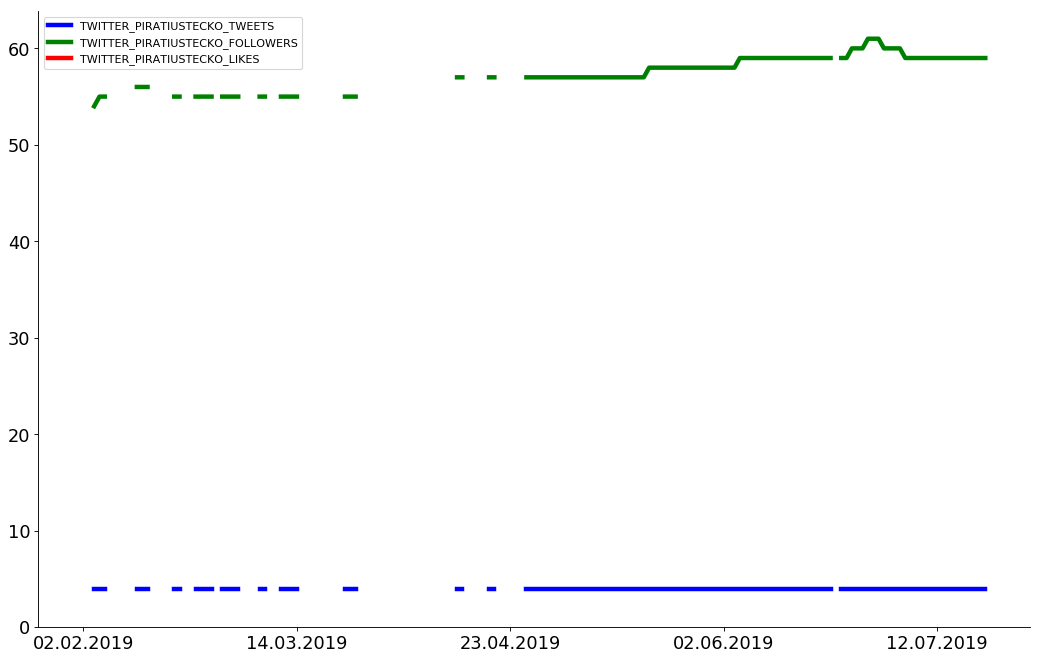 TWITTER_PIRATIUSTECKO_TWEETS
TWITTER_PIRATIUSTECKO_FOLLOWERS
TWITTER_PIRATIUSTECKO_LIKES
60
50
40
30
20
10
0
02.02.2019 14.03.2019 23.04.2019 02.06.2019 12.07.2019